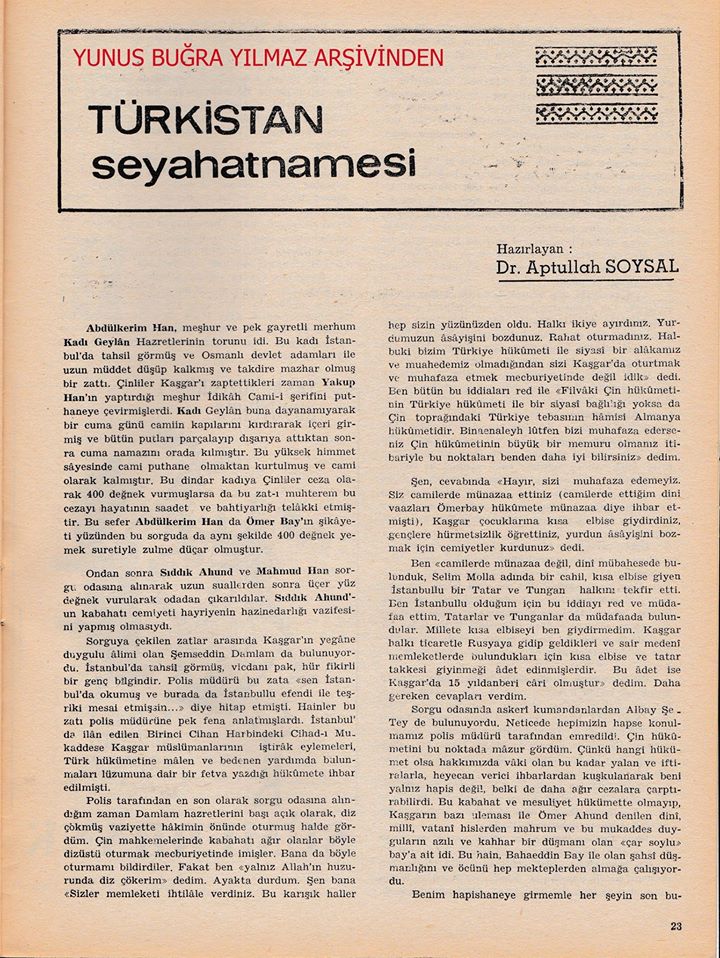 YUNUS BUĞRA YILMAZ ARŞİVİNDEN
TÜRKİSTAN
seyahatnamesi
Hazırlayan :
Dr. Aptullah SOYSAL
Abdülkerim Han, meşhur ve pek gayretli merhum
Kadı Geylân Hazretlerinin torunu idi. Bu kadı İstan-
bul'da tahsil görmüş ve Osmanlı devlet adamları ile
uzun müddet düşüp kalkmış ve takdire mazhar olmuş
bir zattı. Çinliler Kaşgar'ı zaptettikleri zaman Yakup
Han'ın yaptırdığı meşhur İdikâh Cami-i şerifini put-
haneye çevirmişlerdi. Kadı Geylân buna dayanamıyarak
bir cuma günü camiin kapılarını kırdırarak içeri gir-
miş ve bütün putları parçalayıp dışarıya attıktan son-
ra cuma namazını orada kılmıştır. Bu yüksek himmet
sâyesinde cami puthane olmaktan kurtulmuş ve cami
olarak kalmıştır. Bu dindar kadıya Çinliler ceza ola-
rak 400 değnek vurmuşlarsa da bu zat-ı muhterem bu
cezayı hayatının saadet ve bahtiyarlığı telâkki etmiş-
tir. Bu sefer Abdülkerim Han da Ömer Bay'ın şikâye-
ti yüzünden bu sorguda da aynı şekilde 400 değnek ye-
mek suretiyle zulme düçar olmuştur.
Ondan sonra Sıddık Ahund ve Mahmud Han sor-
gu odasına alınarak uzun suallerden sonra üçer yüz
değnek vurularak odadan çıkarıldılar. Sıddık Ahund'-
un kabahatı cemiyeti hayriyenin hazinedarlığı vazifesi-
ni yapmış olmasıydı.
Sorguya çekilen zatlar arasında Kaşgar'ın yegâne
duygulu âlimi olan Şemseddin Damlam da bulunuyor-
du. İstanbul'da tahsil görmüş, vicdanı pak, hür fikirli
bir genç bilgindir. Polis müdürü bu zata «sen İstan-
bul'da okumuş ve burada da İstanbullu efendi ile teş-
riki mesai etmişsin...» diye hitap etmişti. Hainler bu
zatı polis müdürüne pek fena anlatmışlardı. İstanbul'
da ilân edilen Birinci Cihan Harbindeki Cihad-ı Mu-
kaddese Kaşgar müslümanlarının iştirâk eylemeleri,
Türk hükûmetine mâlen ve bedenen yardımda bulun-
maları lüzumuna dair bir fetva yazdığı hükûmete ihbar
edilmişti.
Polis tarafından en son olarak sorgu odasına alın-
dığım zaman Damlam hazretlerini başı açık olarak, diz
çökmüş vaziyette hâkimin önünde oturmuş halde gör-
düm. Çin mahkemelerinde kabahatı ağır olanlar böyle
dizüstü oturmak mecburiyetinde imişler. Bana da böyle
oturmamı bildirdiler. Fakat ben «yalnız Allah'ın huzu-
runda diz çökerim» dedim. Ayakta durdum. Şen bana
«Sizler memleketi ihtilâle verdiniz. Bu karışık haller
hep sizin yüzünüzden oldu. Halkı ikiye ayırdınız. Yur-
dumuzun âsâyişini bozdunuz. Rahat oturmadınız. Hal-
buki bizim Türkiye hükûmeti ile siyasî bir alâkamız
ve muahedemiz olmadığından sizi Kaşgar'da oturtmak
ve muhafaza etmek mecburiyetinde değil idik» dedi.
Ben bütün bu iddiaları red ile «Filvâki Çin hükûmeti-
nin Türkiye hükûmeti ile bir siyasî bağlılığı yoksa da
Çin toprağındaki Türkiye tebasının hâmisi Almanya
hükûmetidir. Binaenaleyh lûtfen bizi muhafaza ederse-
niz Çin hükûmetinin büyük bir memuru olmanız iti-
bariyle bu noktaları benden daha iyi bilirsiniz» dedim.
Şen, cevabında «Hayır, sizi muhafaza edemeyiz.
Siz camilerde münazaa ettiniz (camilerde ettiğim dinî
vaazları Ömerbay hükûmete münazaa diye ihbar et-
mişti), Kaşgar çocuklarına kısa elbise giydirdiniz,
gençlere hürmetsizlik öğrettiniz, yurdun âsâyişini boz-
mak için cemiyetler kurdunuz» dedi.
Ben «camilerde münazaa değil, dinî mübahesede bu-
lunduk, Selim Molla adında bir cahil, kısa elbise giyen
İstanbullu bir Tatar ve Tungan halkını tekfir etti.
Ben İstanbullu olduğum için bu iddiayı red ve müda-
faa ettim. Tatarlar ve Tunganlar da müdafaada bulun-
dular. Millete kısa elbiseyi ben giydirmedim. Kaşgar
halkı ticaretle Rusyaya gidip geldikleri ve sair medenî
memleketlerde bulundukları için kısa elbise ve tatar
takkesi giyinmeği âdet edinmişlerdir. Bu âdet ise
Kaşgar'da 15 yıldanberi câri olmuştur» dedim. Daha
gereken cevapları verdim.
Sorgu odasında askerî kumandanlardan Albay Şe -
Tey de bulunuyordu. Neticede hepimizin hapse konul-
mamız polis müdürü tarafından emredildi. Çin hükû-
metini bu noktada mâzur gördüm. Çünkü hangi hükû-
met olsa hakkımızda vâki olan bu kadar yalan ve ifti-
ralarla, heyecan verici ihbarlardan kuşkulanarak beni
yalnız hapis değil, belki de daha ağır cezalara çarptı-
rabilirdi. Bu kabahat ve mesuliyet hükûmette olmayıp,
Kaşgarın bazı uleması ile Ömer Ahund denilen dinî,
millî, vatanî hislerden mahrum ve bu mukaddes duy-
guların azılı ve kahhar bir düşmanı olan «çar soylu»
bay'a ait idi. Bu hain, Bahaeddin Bay ile olan şahsî düş-
manlığını ve öcünü hep mekteplerden almağa çalışıyor-
du.
Benim hapishaneye girmemle her şeyin son bu-
23